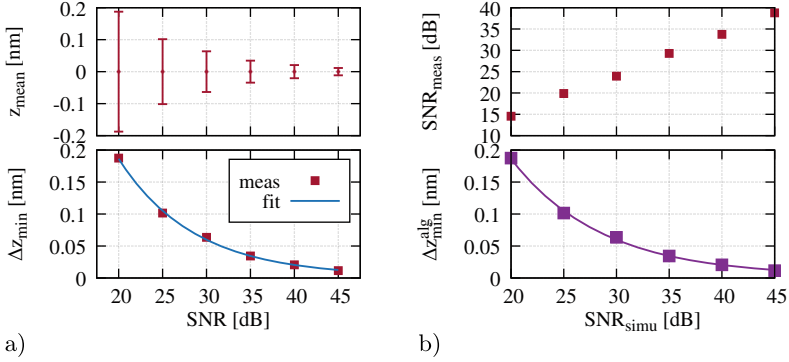 0.2
0.1
0
-0.1
-0.2
z_mean [nm]
0.2
0.15
0.1
0.05
0
Δz_min [nm]
meas
fit
20 25 30 35 40 45
SNR [dB]
a)
40
35
30
25
20
15
10
SNR_meas [dB]
0.2
0.15
0.1
0.05
0
Δz_min^alg [nm]
20 25 30 35 40 45
SNR_simu [dB]
b)